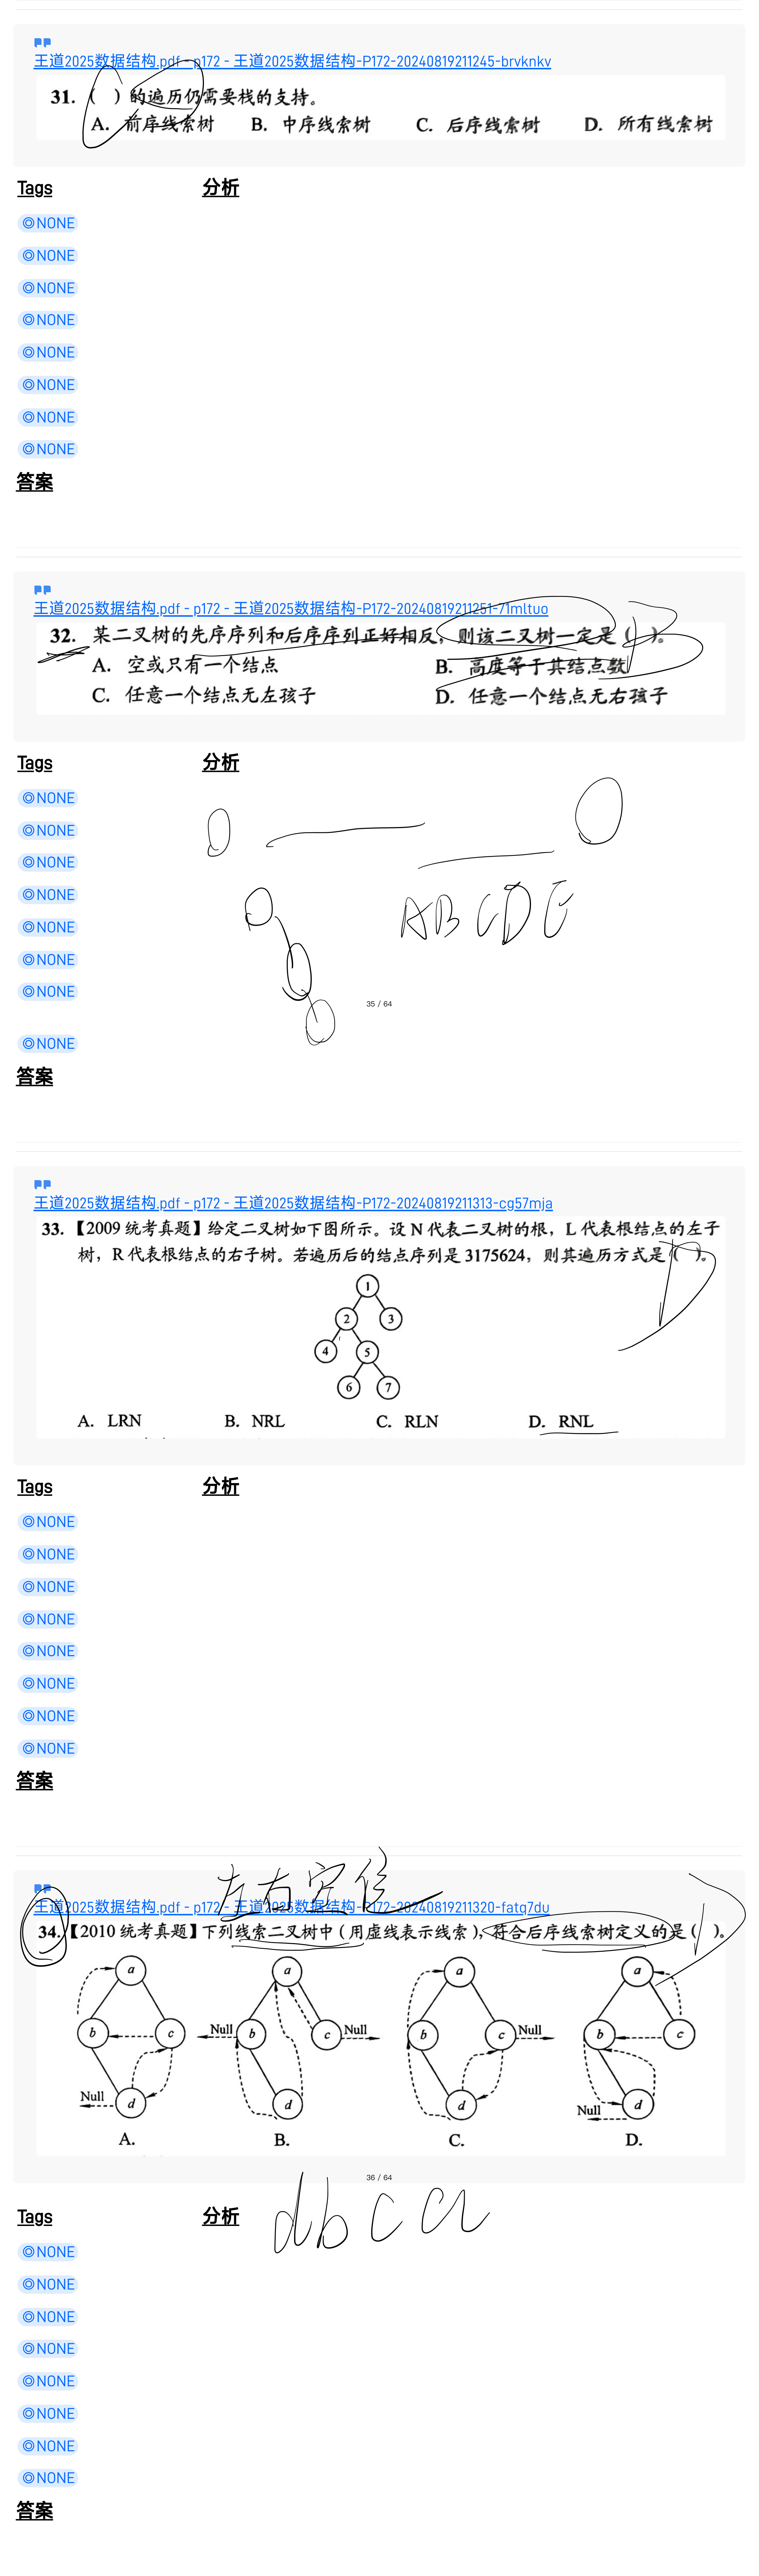 王道2025数据结构.pdf - p172 - 王道2025数据结构-P172-20240819211245-brvknkv
31. ( ) 的遍历仍需要栈的支持。
A. 前序线索树 B. 中序线索树 C. 后序线索树 D. 所有线索树
Tags 分析
NONE
NONE
NONE
NONE
NONE
NONE
NONE
NONE
答案
王道2025数据结构.pdf - p172 - 王道2025数据结构-P172-20240819211251-71mltuo
32. 某二叉树的先序序列和后序序列正好相反,则该二叉树一定是( )。
B
A. 空或只有一个结点 B. 高度等于其结点数
C. 任意一个结点无左孩子 D. 任意一个结点无右孩子
Tags 分析
NONE
NONE
NONE
NONE
A B C D E
NONE
NONE
NONE
35 / 64
NONE
答案
王道2025数据结构.pdf - p172 - 王道2025数据结构-P172-20240819211313-cg57mja
33. 【2009 统考真题】给定二叉树如下图所示。设 N 代表二叉树的根,L 代表根结点的左子
树,R 代表根结点的右子树。若遍历后的结点序列是 3175624,则其遍历方式是( )。
D
1
2 3
4 5
6 7
A. LRN B. NRL C. RLN D. RNL
Tags 分析
NONE
NONE
NONE
NONE
NONE
NONE
NONE
NONE
答案
左右空
王道2025数据结构.pdf - p172 - 王道2025数据结构-P172-20240819211320-fatq7du
34. 【2010 统考真题】下列线索二叉树中(用虚线表示线索),符合后序线索树定义的是( )。
D
a a a a
b c Null b c Null b c Null b c
Null d d d Null d
A. B. C. D.
36 / 64
d b c a
Tags 分析
NONE
NONE
NONE
NONE
NONE
NONE
NONE
NONE
答案